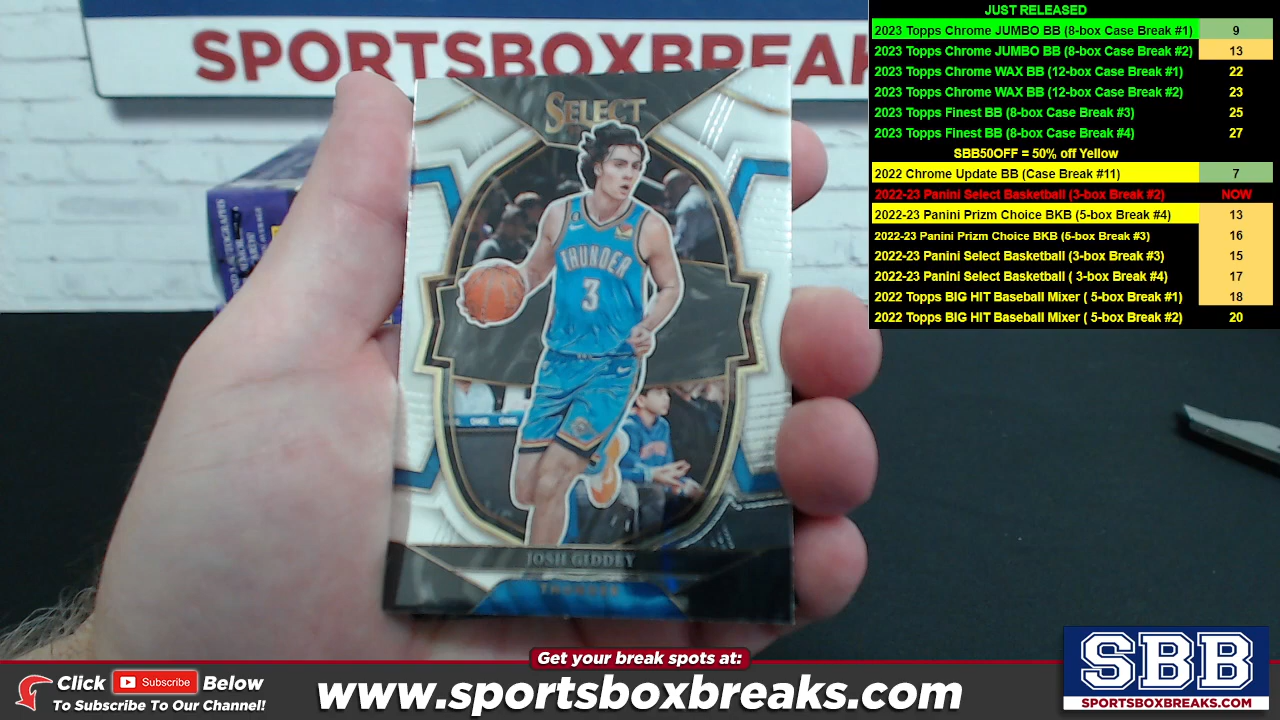 SPORTSBOXBREAK
JUST RELEASED
2023 Topps Chrome JUMBO BB (8-box Case Break #1) 9
2023 Topps Chrome JUMBO BB (8-box Case Break #2) 13
2023 Topps Chrome WAX BB (12-box Case Break #1) 22
2023 Topps Chrome WAX BB (12-box Case Break #2) 23
2023 Topps Finest BB (8-box Case Break #3) 25
2023 Topps Finest BB (8-box Case Break #4) 27
SBB50OFF = 50% off Yellow
2022 Chrome Update BB (Case Break #11) 7
2022-23 Panini Select Basketball (3-box Break #2) NOW
2022-23 Panini Prizm Choice BKB (5-box Break #4) 13
2022-23 Panini Prizm Choice BKB (5-box Break #3) 16
2022-23 Panini Select Basketball (3-box Break #3) 15
2022-23 Panini Select Basketball ( 3-box Break #4) 17
2022 Topps BIG HIT Baseball Mixer ( 5-box Break #1) 18
2022 Topps BIG HIT Baseball Mixer ( 5-box Break #2) 20
SELECT
THUNDER
3
JOSH GIDDEY
THUNDER
Get your break spots at:
www.sportsboxbreaks.com
Click Subscribe Below
To Subscribe To Our Channel!
SBB
SPORTSBOXBREAKS.COM